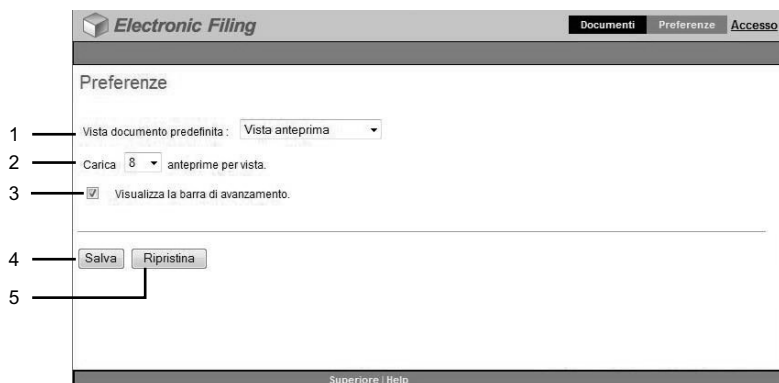 Electronic Filing
Documenti Preferenze Accesso
Preferenze
1 Vista documento predefinita : Vista anteprima
2 Carica 8 anteprime per vista.
3 Visualizza la barra di avanzamento.
4 Salva Ripristina
5
Superiore | Help